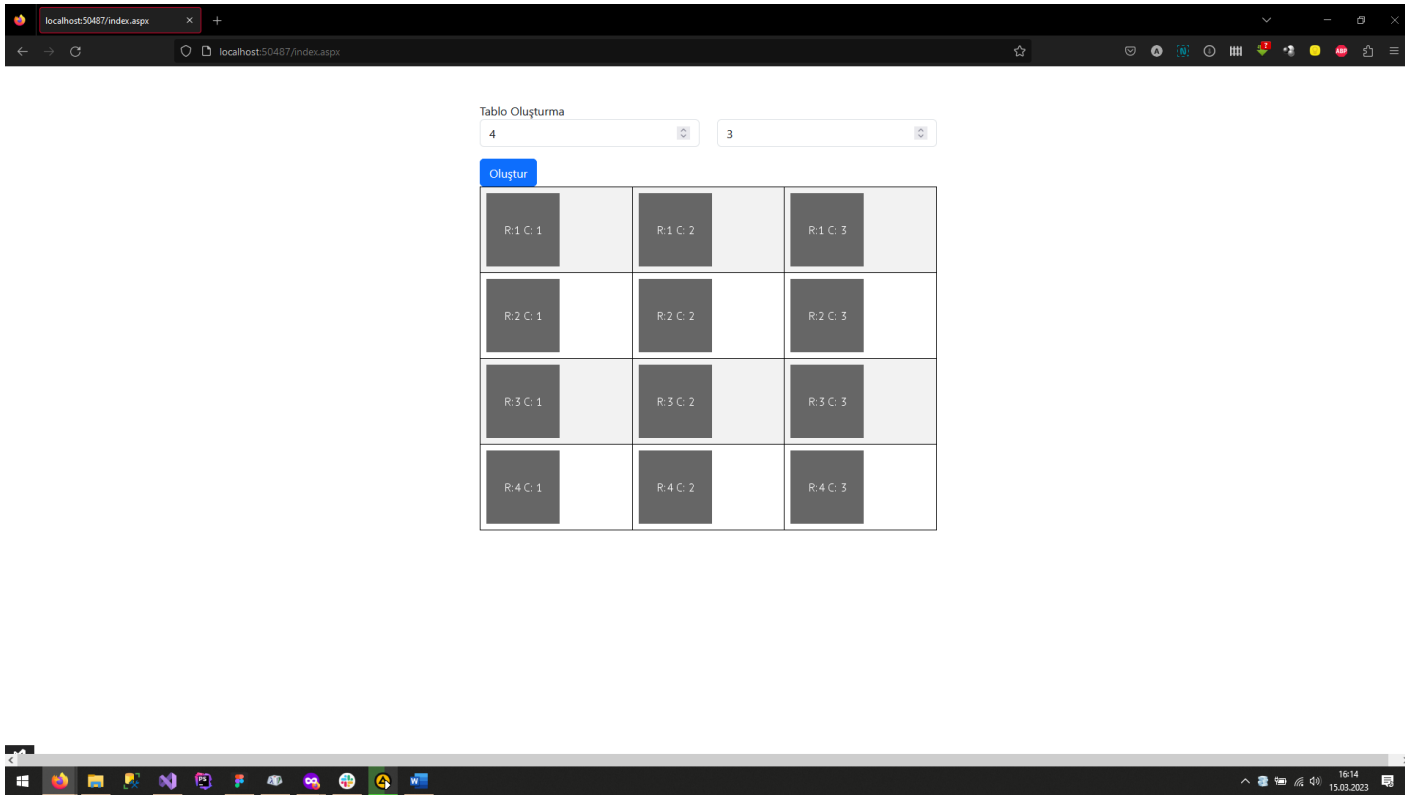 localhost:50487/index.aspx
localhost:50487/index.aspx
Tablo Oluşturma
4 3
Oluştur
R:1 C: 1 R:1 C: 2 R:1 C: 3
R:2 C: 1 R:2 C: 2 R:2 C: 3
R:3 C: 1 R:3 C: 2 R:3 C: 3
R:4 C: 1 R:4 C: 2 R:4 C: 3
16:14
15.03.2023